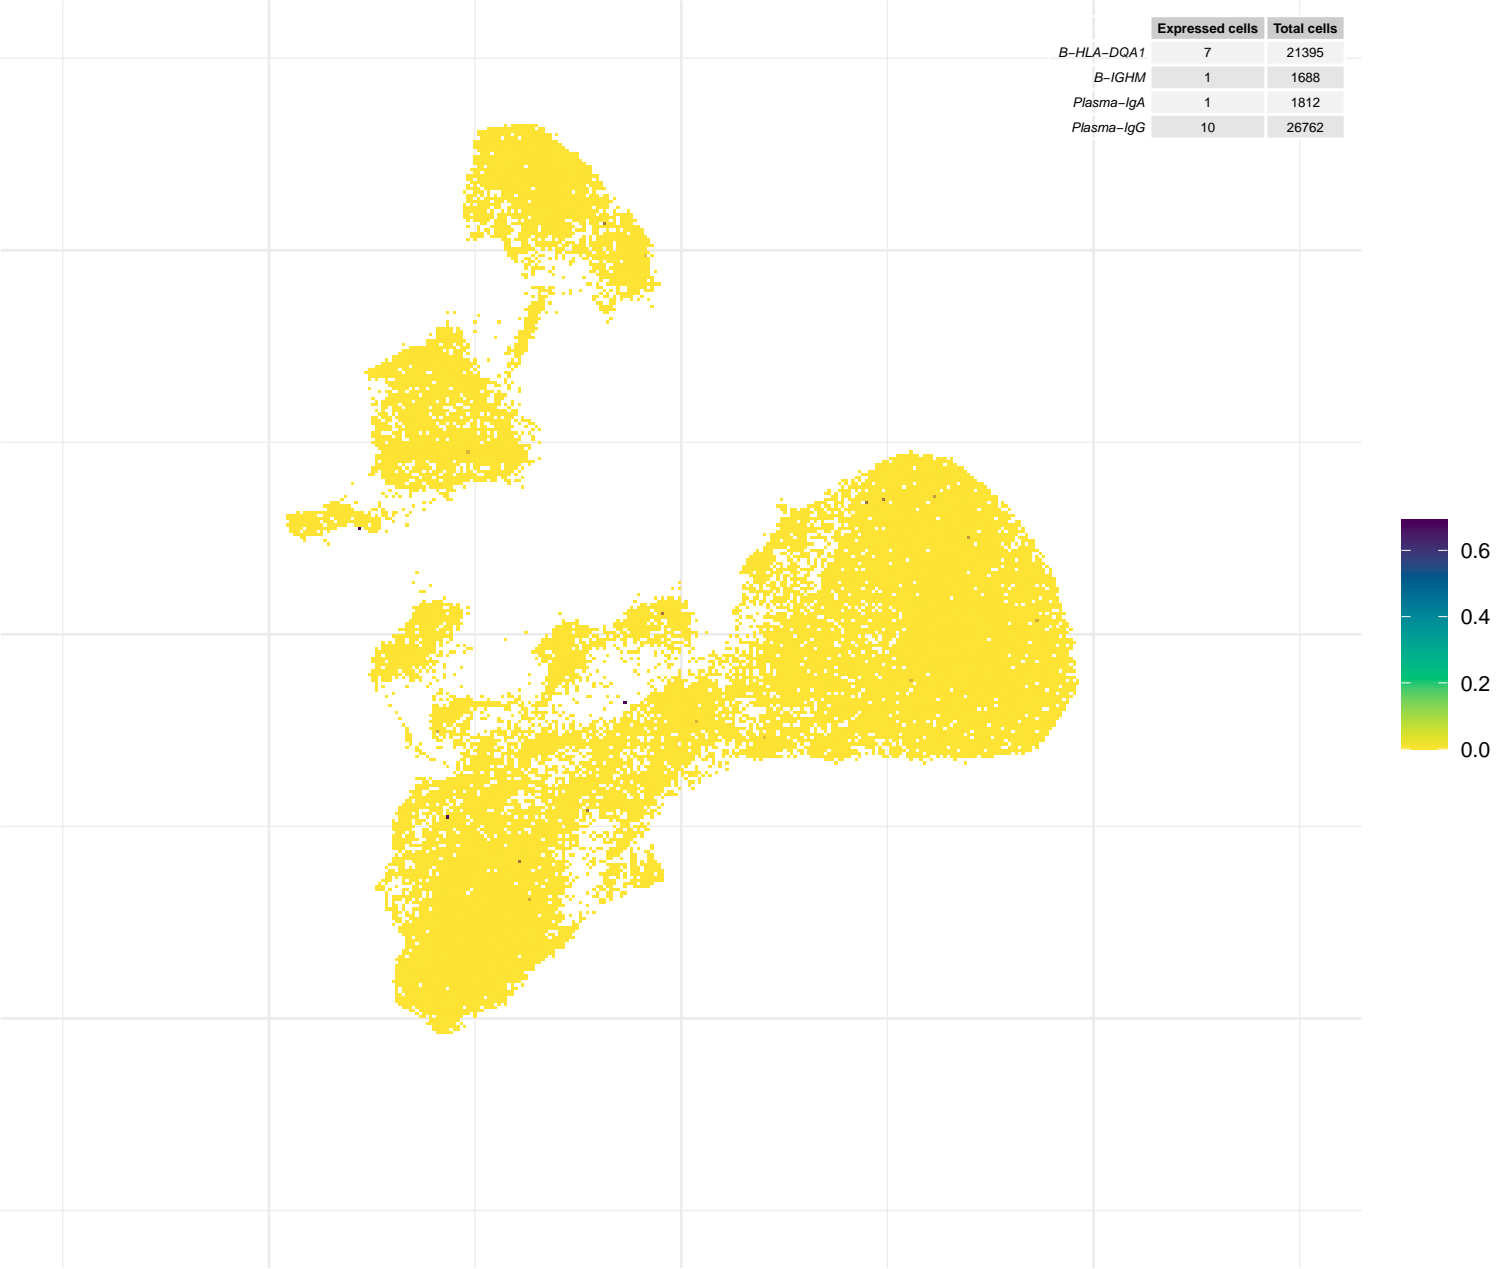 Expressed cells Total cells
B−HLA−DQA1 7 21395
B−IGHM 1 1688
Plasma−IgA 1 1812
Plasma−IgG 10 26762
0.6
0.4
0.2
0.0